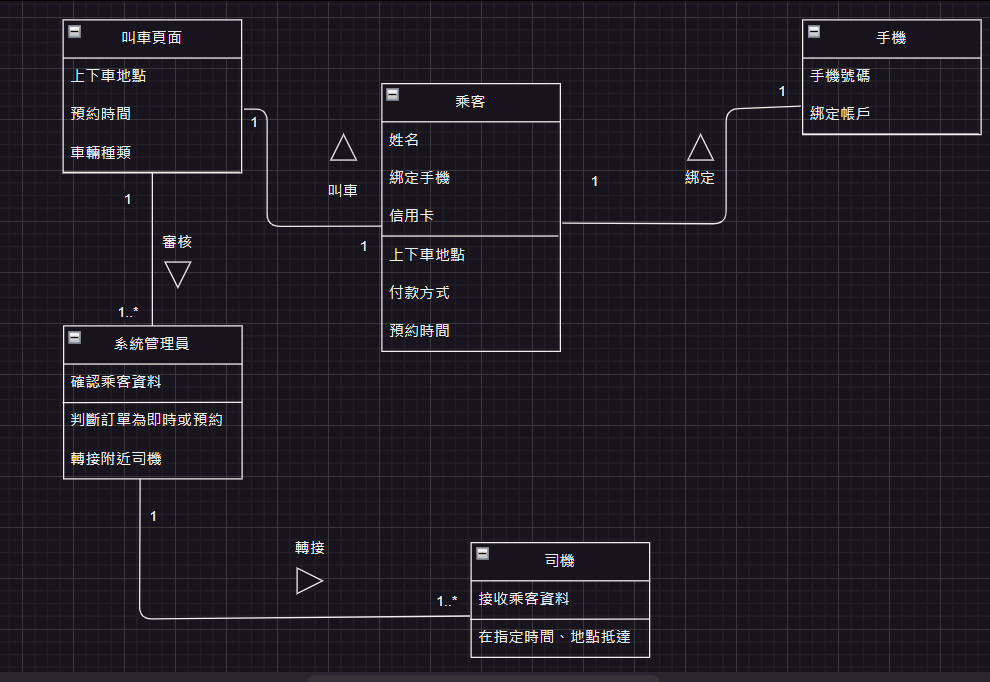 叫車頁面
上下車地點
預約時間
車輛種類
1
1
審核
1..*
叫車
1
乘客
姓名
綁定手機
信用卡
上下車地點
付款方式
預約時間
1
綁定
1
手機
手機號碼
綁定帳戶
系統管理員
確認乘客資料
判斷訂單為即時或預約
轉接附近司機
1
轉接
1..*
司機
接收乘客資料
在指定時間、地點抵達